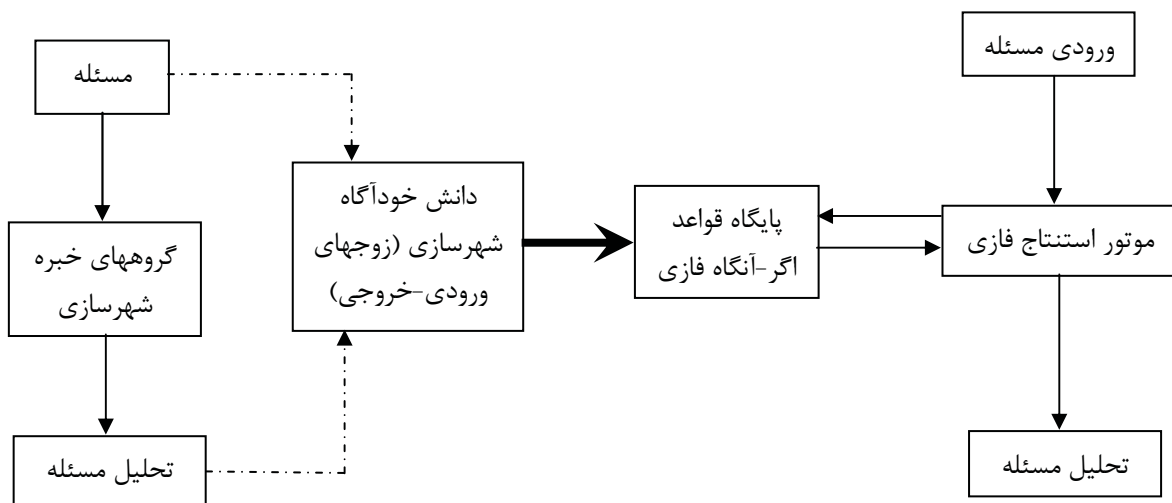 مسئله
گروههای خبره
شهرسازی
تحلیل مسئله
دانش خودآگاه
شهرسازی (زوجهای
ورودی-خروجی)
پایگاه قواعد
اگر-آنگاه فازی
ورودی مسئله
موتور استنتاج فازی
تحلیل مسئله